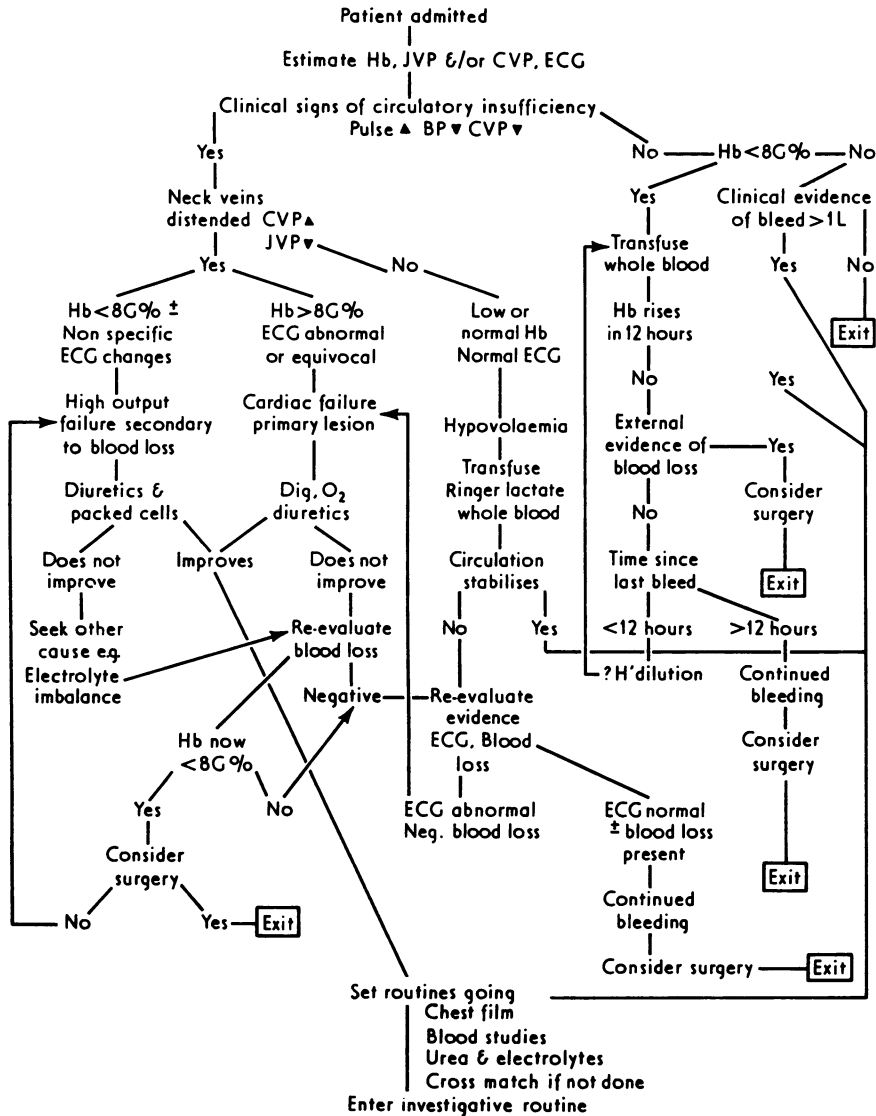 Patient admitted
Estimate Hb, JVP &/or CVP, ECG
Clinical signs of circulatory insufficiency
Pulse ▲ BP ▼ CVP ▼
Yes
No
Hb<8G%
No
Neck veins
distended CVP▲
JVP▼
Yes
No
Yes
Transfuse
whole blood
Clinical evidence
of bleed>1L
Yes
No
Exit
Hb<8G% ±
Non specific
ECG changes
Hb>8G%
ECG abnormal
or equivocal
Low or
normal Hb
Normal ECG
Hb rises
in 12 hours
No
Yes
High output
failure secondary
to blood loss
Cardiac failure
primary lesion
Hypovolaemia
External
evidence of
blood loss
Yes
Consider
surgery
Exit
Diuretics &
packed cells
Dig, O2
diuretics
Transfuse
Ringer lactate
whole blood
No
Does not
improve
Improves
Does not
improve
Circulation
stabilises
Time since
last bleed
Seek other
cause e.g.
Electrolyte
imbalance
Re-evaluate
blood loss
No
Yes
<12 hours
>12 hours
?H'dilution
Continued
bleeding
Negative
Re-evaluate
evidence
ECG, Blood
loss
Consider
surgery
Exit
Hb now
<8G%
Yes
No
ECG abnormal
Neg. blood loss
ECG normal
± blood loss
present
Consider
surgery
No
Yes
Exit
Continued
bleeding
Consider surgery
Exit
Set routines going
Chest film
Blood studies
Urea & electrolytes
Cross match if not done
Enter investigative routine